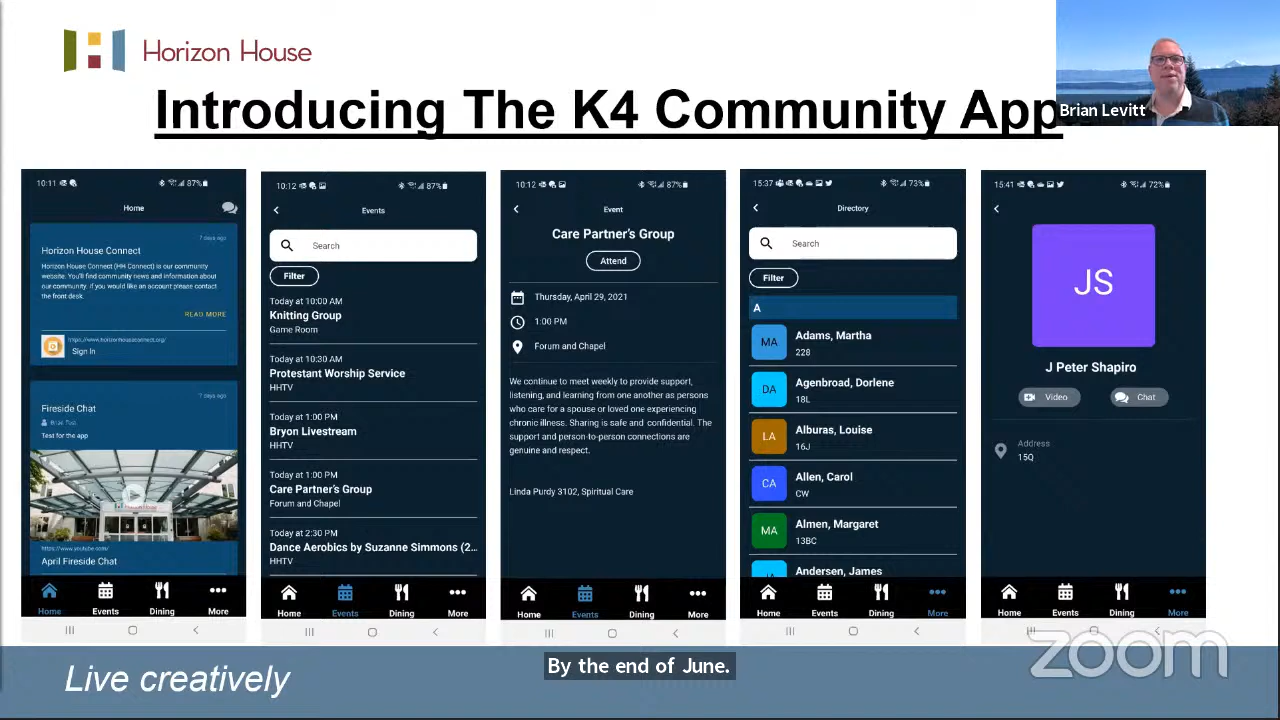 Horizon House
Introducing The K4 Community App
Brian Levitt
10:11
87%
Home
7 days ago
Horizon House Connect
Horizon House Connect (HH Connect) is our community
website. You'll find community news and information about
our community. If you would like an account please contact
the front desk.
READ MORE
https://www.horizonhouseconnect.org/
Sign In
7 days ago
Fireside Chat
Test for the app
https://www.youtube.com/
April Fireside Chat
Home
Events
Dining
More
10:12
87%
Events
Search
Filter
Today at 10:00 AM
Knitting Group
Game Room
Today at 10:30 AM
Protestant Worship Service
HHTV
Today at 1:00 PM
Bryon Livestream
HHTV
Today at 1:00 PM
Care Partner's Group
Forum and Chapel
Today at 2:30 PM
Dance Aerobics by Suzanne Simmons (2...
HHTV
Home
Events
Dining
More
10:12
87%
Event
Care Partner's Group
Attend
Thursday, April 29, 2021
1:00 PM
Forum and Chapel
We continue to meet weekly to provide support,
listening, and learning from one another as persons
who care for a spouse or loved one experiencing
chronic illness. Sharing is safe and confidential. The
support and person-to-person connections are
genuine and respect.
Linda Purdy 3102, Spiritual Care
Home
Events
Dining
More
15:37
73%
Directory
Search
Filter
A
MA
Adams, Martha
228
DA
Agenbroad, Dorlene
18L
LA
Alburas, Louise
16J
CA
Allen, Carol
CW
MA
Almen, Margaret
13BC
JA
Andersen, James
Home
Events
Dining
More
15:41
72%
JS
J Peter Shapiro
Video
Chat
Address
15Q
Home
Events
Dining
More
Live creatively
By the end of June.
zoom